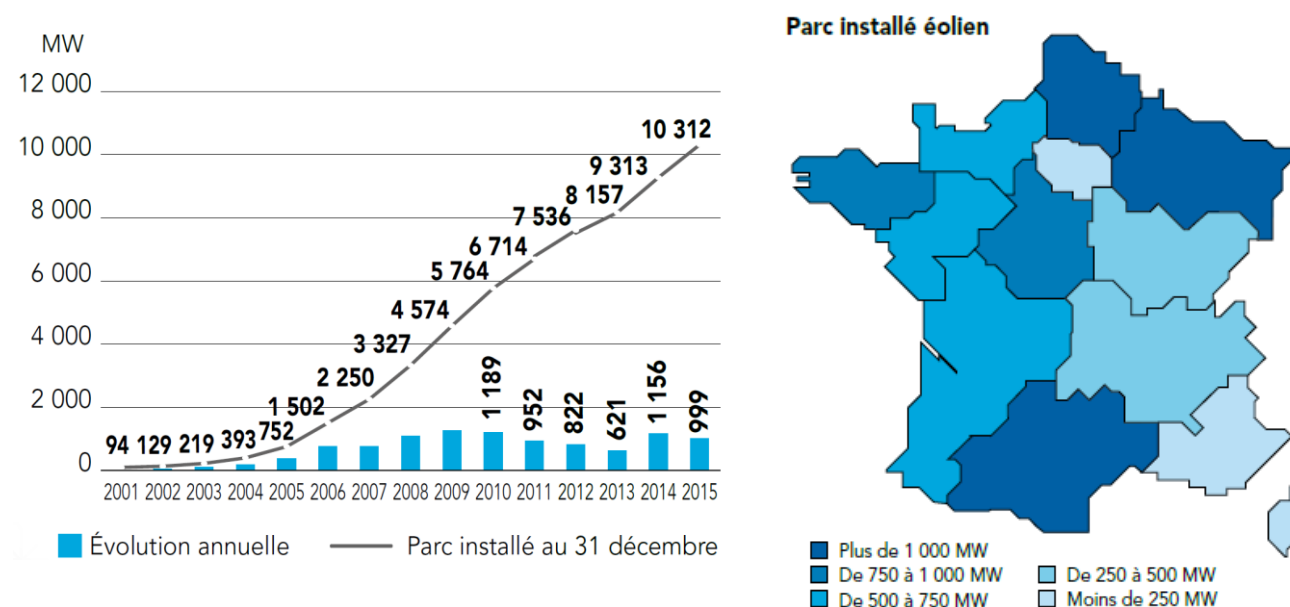 MW
12 000
10 000
8 000
6 000
4 000
2 000
0
94 129 219 393 752 1 502 2 250 3 327 4 574 5 764 6 714 7 536 8 157 9 313 10 312
1 189 952 822 621 1 156 999
2001 2002 2003 2004 2005 2006 2007 2008 2009 2010 2011 2012 2013 2014 2015
Évolution annuelle Parc installé au 31 décembre
Parc installé éolien
Plus de 1 000 MW
De 750 à 1 000 MW
De 500 à 750 MW
De 250 à 500 MW
Moins de 250 MW